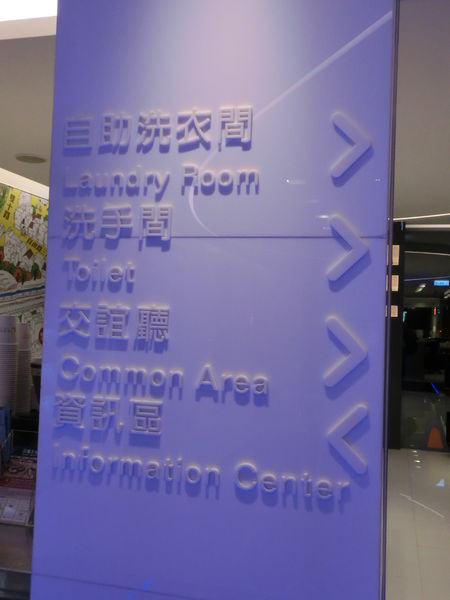 自助洗衣間
Laundry Room
洗手間
Toilet
交誼廳
Common Area
資訊區
Information Center